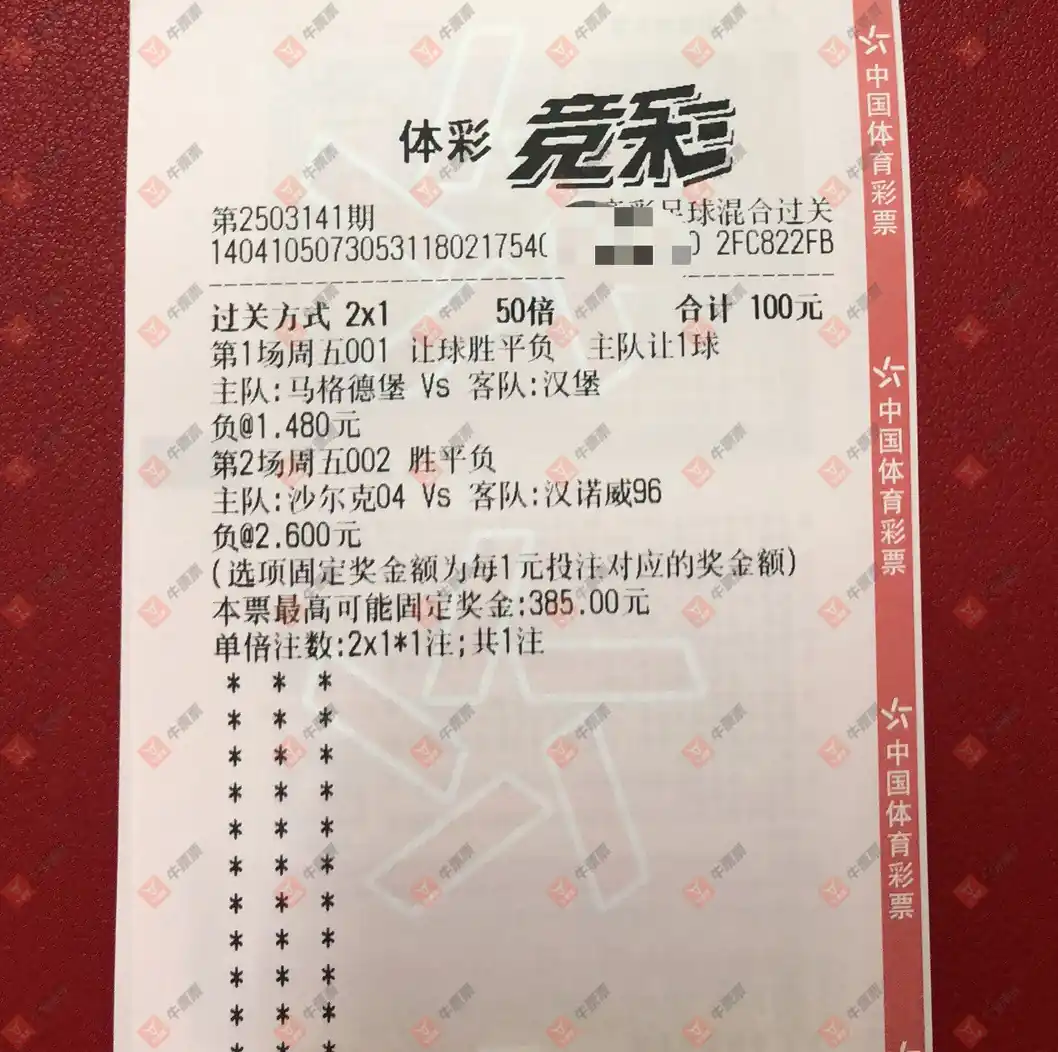 体彩 竞彩
第2503141期 足球混合过关
14041050730531180217540 2FC822FB
过关方式 2x1 50倍 合计 100元
第1场周五001 让球胜平负 主队让1球
主队:马格德堡 Vs 客队:汉堡
负@1.480元
第2场周五002 胜平负
主队:沙尔克04 Vs 客队:汉诺威96
负@2.600元
(选项固定奖金额为每1元投注对应的奖金额)
本票最高可能固定奖金:385.00元
单倍注数:2x1*1注;共1注
* * *
* * *
* * *
* * *
* * *
* * *
* * *
* * *
* * *
* * *
* * *
中国体育彩票
中国体育彩票
中国体育彩票